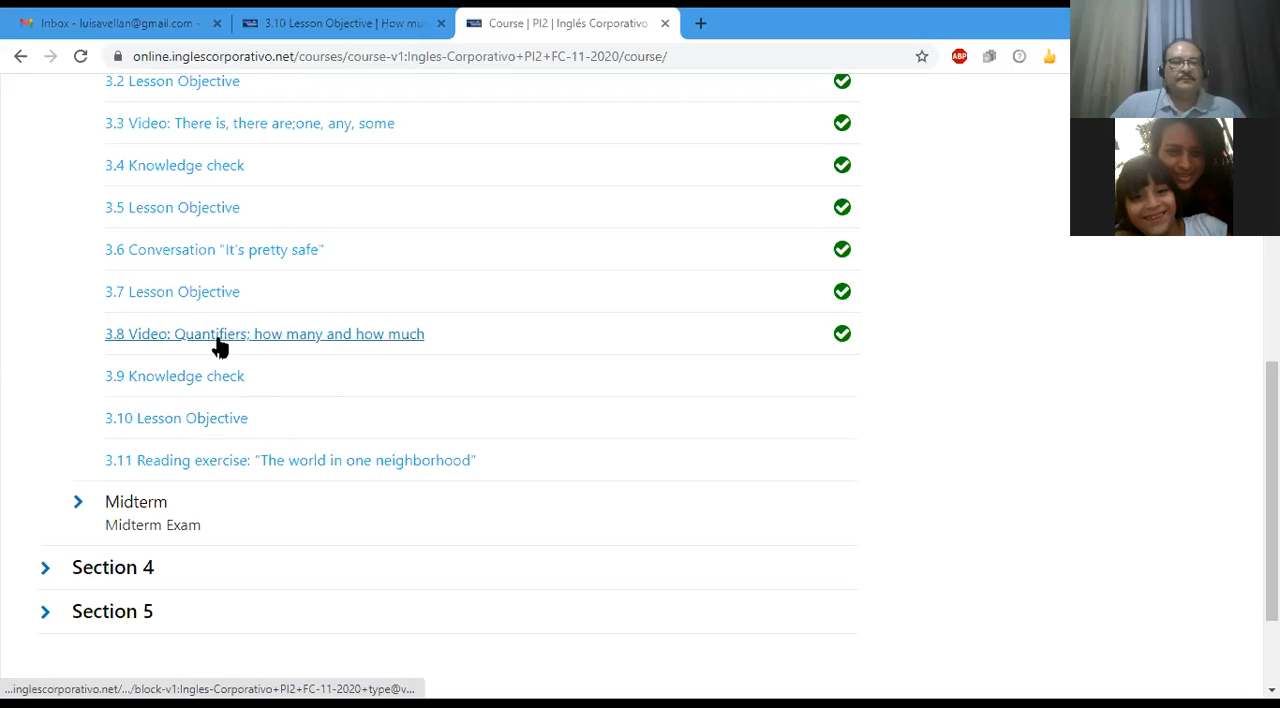 Inbox - luisavellan@gmail.com -
3.10 Lesson Objective | How mu
Course | PI2 | Inglés Corporativo
online.inglescorporativo.net/courses/course-v1:Ingles-Corporativo+PI2+FC-11-2020/course/
ABP
3.2 Lesson Objective
3.3 Video: There is, there are;one, any, some
3.4 Knowledge check
3.5 Lesson Objective
3.6 Conversation "It's pretty safe"
3.7 Lesson Objective
3.8 Video: Quantifiers; how many and how much
3.9 Knowledge check
3.10 Lesson Objective
3.11 Reading exercise: "The world in one neighborhood"
Midterm
Midterm Exam
Section 4
Section 5
...inglescorporativo.net/.../block-v1:Ingles-Corporativo+PI2+FC-11-2020+type@v...